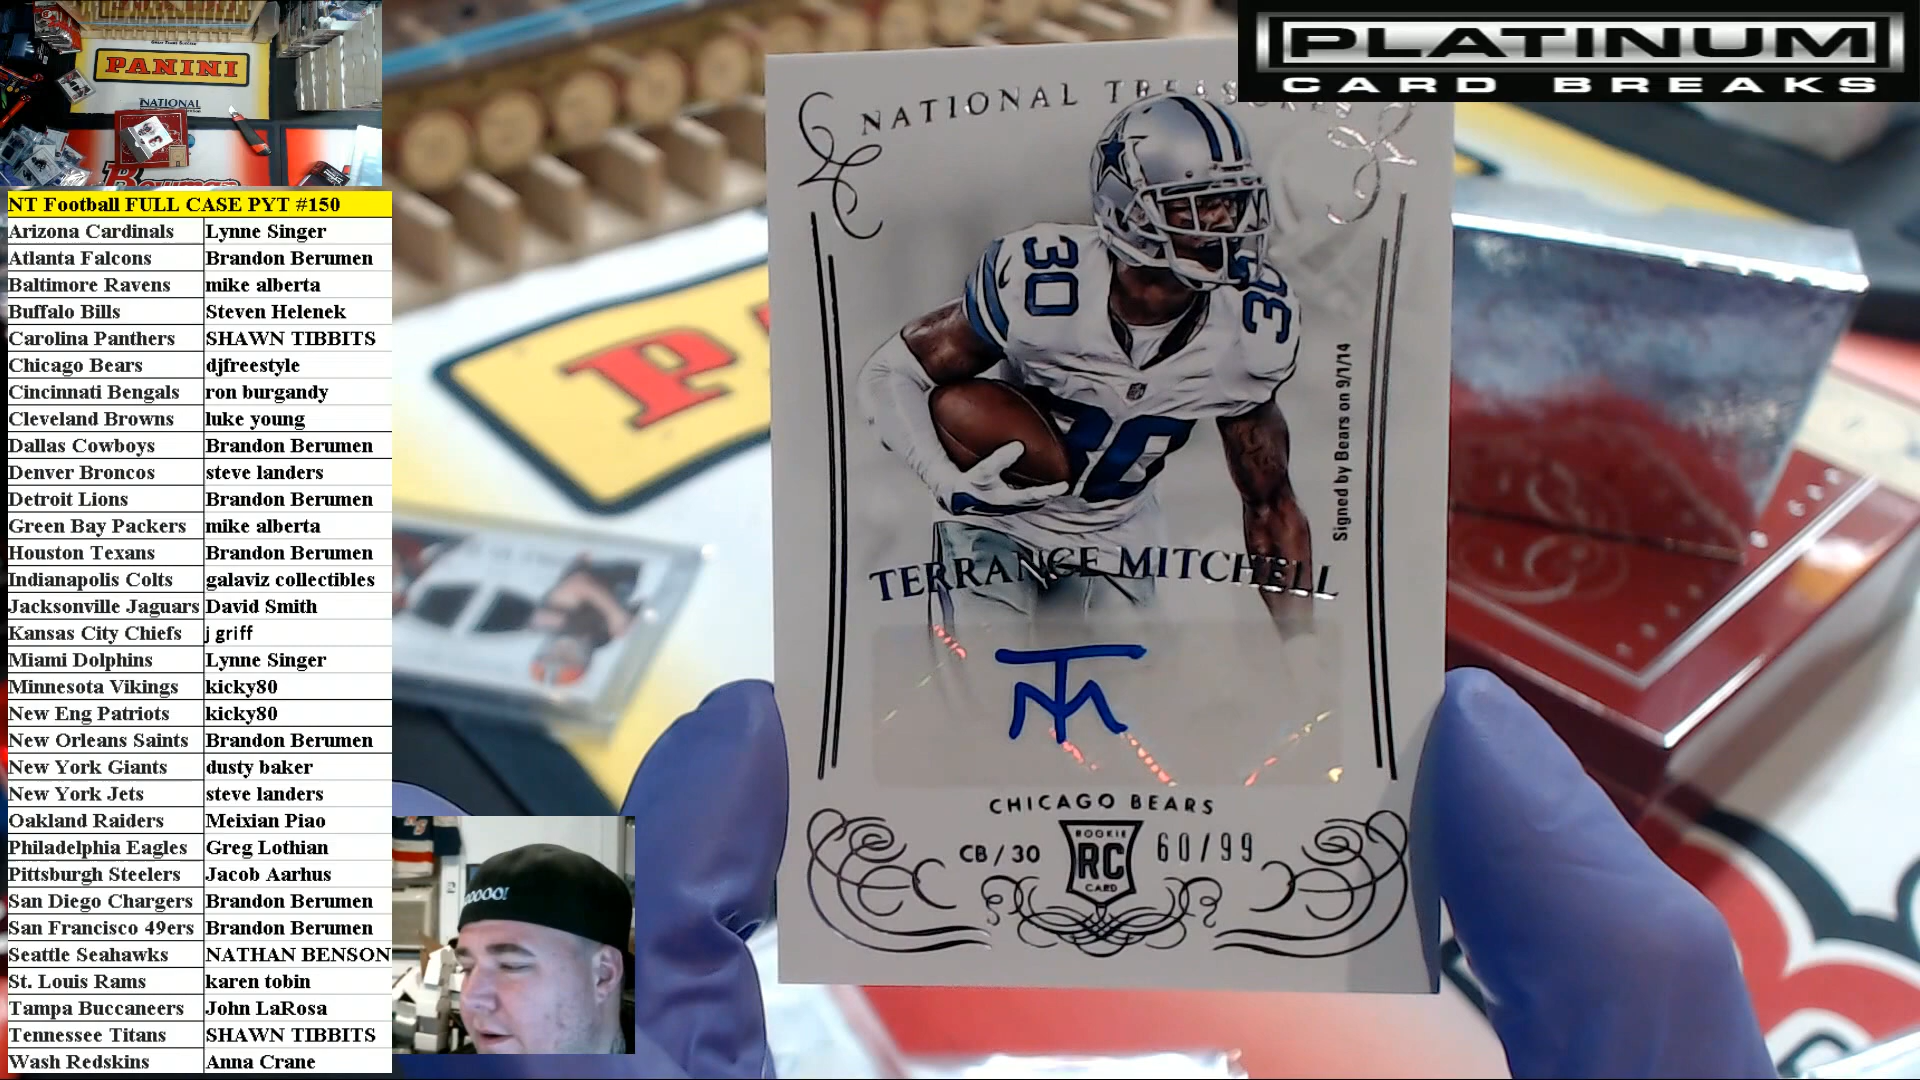 PLATINUM
CARD BREAKS
PANINI
NATIONAL
NT Football FULL CASE PYT #150
Arizona Cardinals Lynne Singer
Atlanta Falcons Brandon Berumen
Baltimore Ravens mike alberta
Buffalo Bills Steven Helenek
Carolina Panthers SHAWN TIBBITS
Chicago Bears djfreestyle
Cincinnati Bengals ron burgandy
Cleveland Browns luke young
Dallas Cowboys Brandon Berumen
Denver Broncos steve landers
Detroit Lions Brandon Berumen
Green Bay Packers mike alberta
Houston Texans Brandon Berumen
Indianapolis Colts galaviz collectibles
Jacksonville Jaguars David Smith
Kansas City Chiefs j griff
Miami Dolphins Lynne Singer
Minnesota Vikings kicky80
New Eng Patriots kicky80
New Orleans Saints Brandon Berumen
New York Giants dusty baker
New York Jets steve landers
Oakland Raiders Meixian Piao
Philadelphia Eagles Greg Lothian
Pittsburgh Steelers Jacob Aarhus
San Diego Chargers Brandon Berumen
San Francisco 49ers Brandon Berumen
Seattle Seahawks NATHAN BENSON
St. Louis Rams karen tobin
Tampa Buccaneers John LaRosa
Tennessee Titans SHAWN TIBBITS
Wash Redskins Anna Crane
NATIONAL TREASURES
30
30
30
Signed by Bears on 9/1/14
TERRANCE MITCHELL
TM
CHICAGO BEARS
CB/30
ROOKIE
RC
CARD
60/99